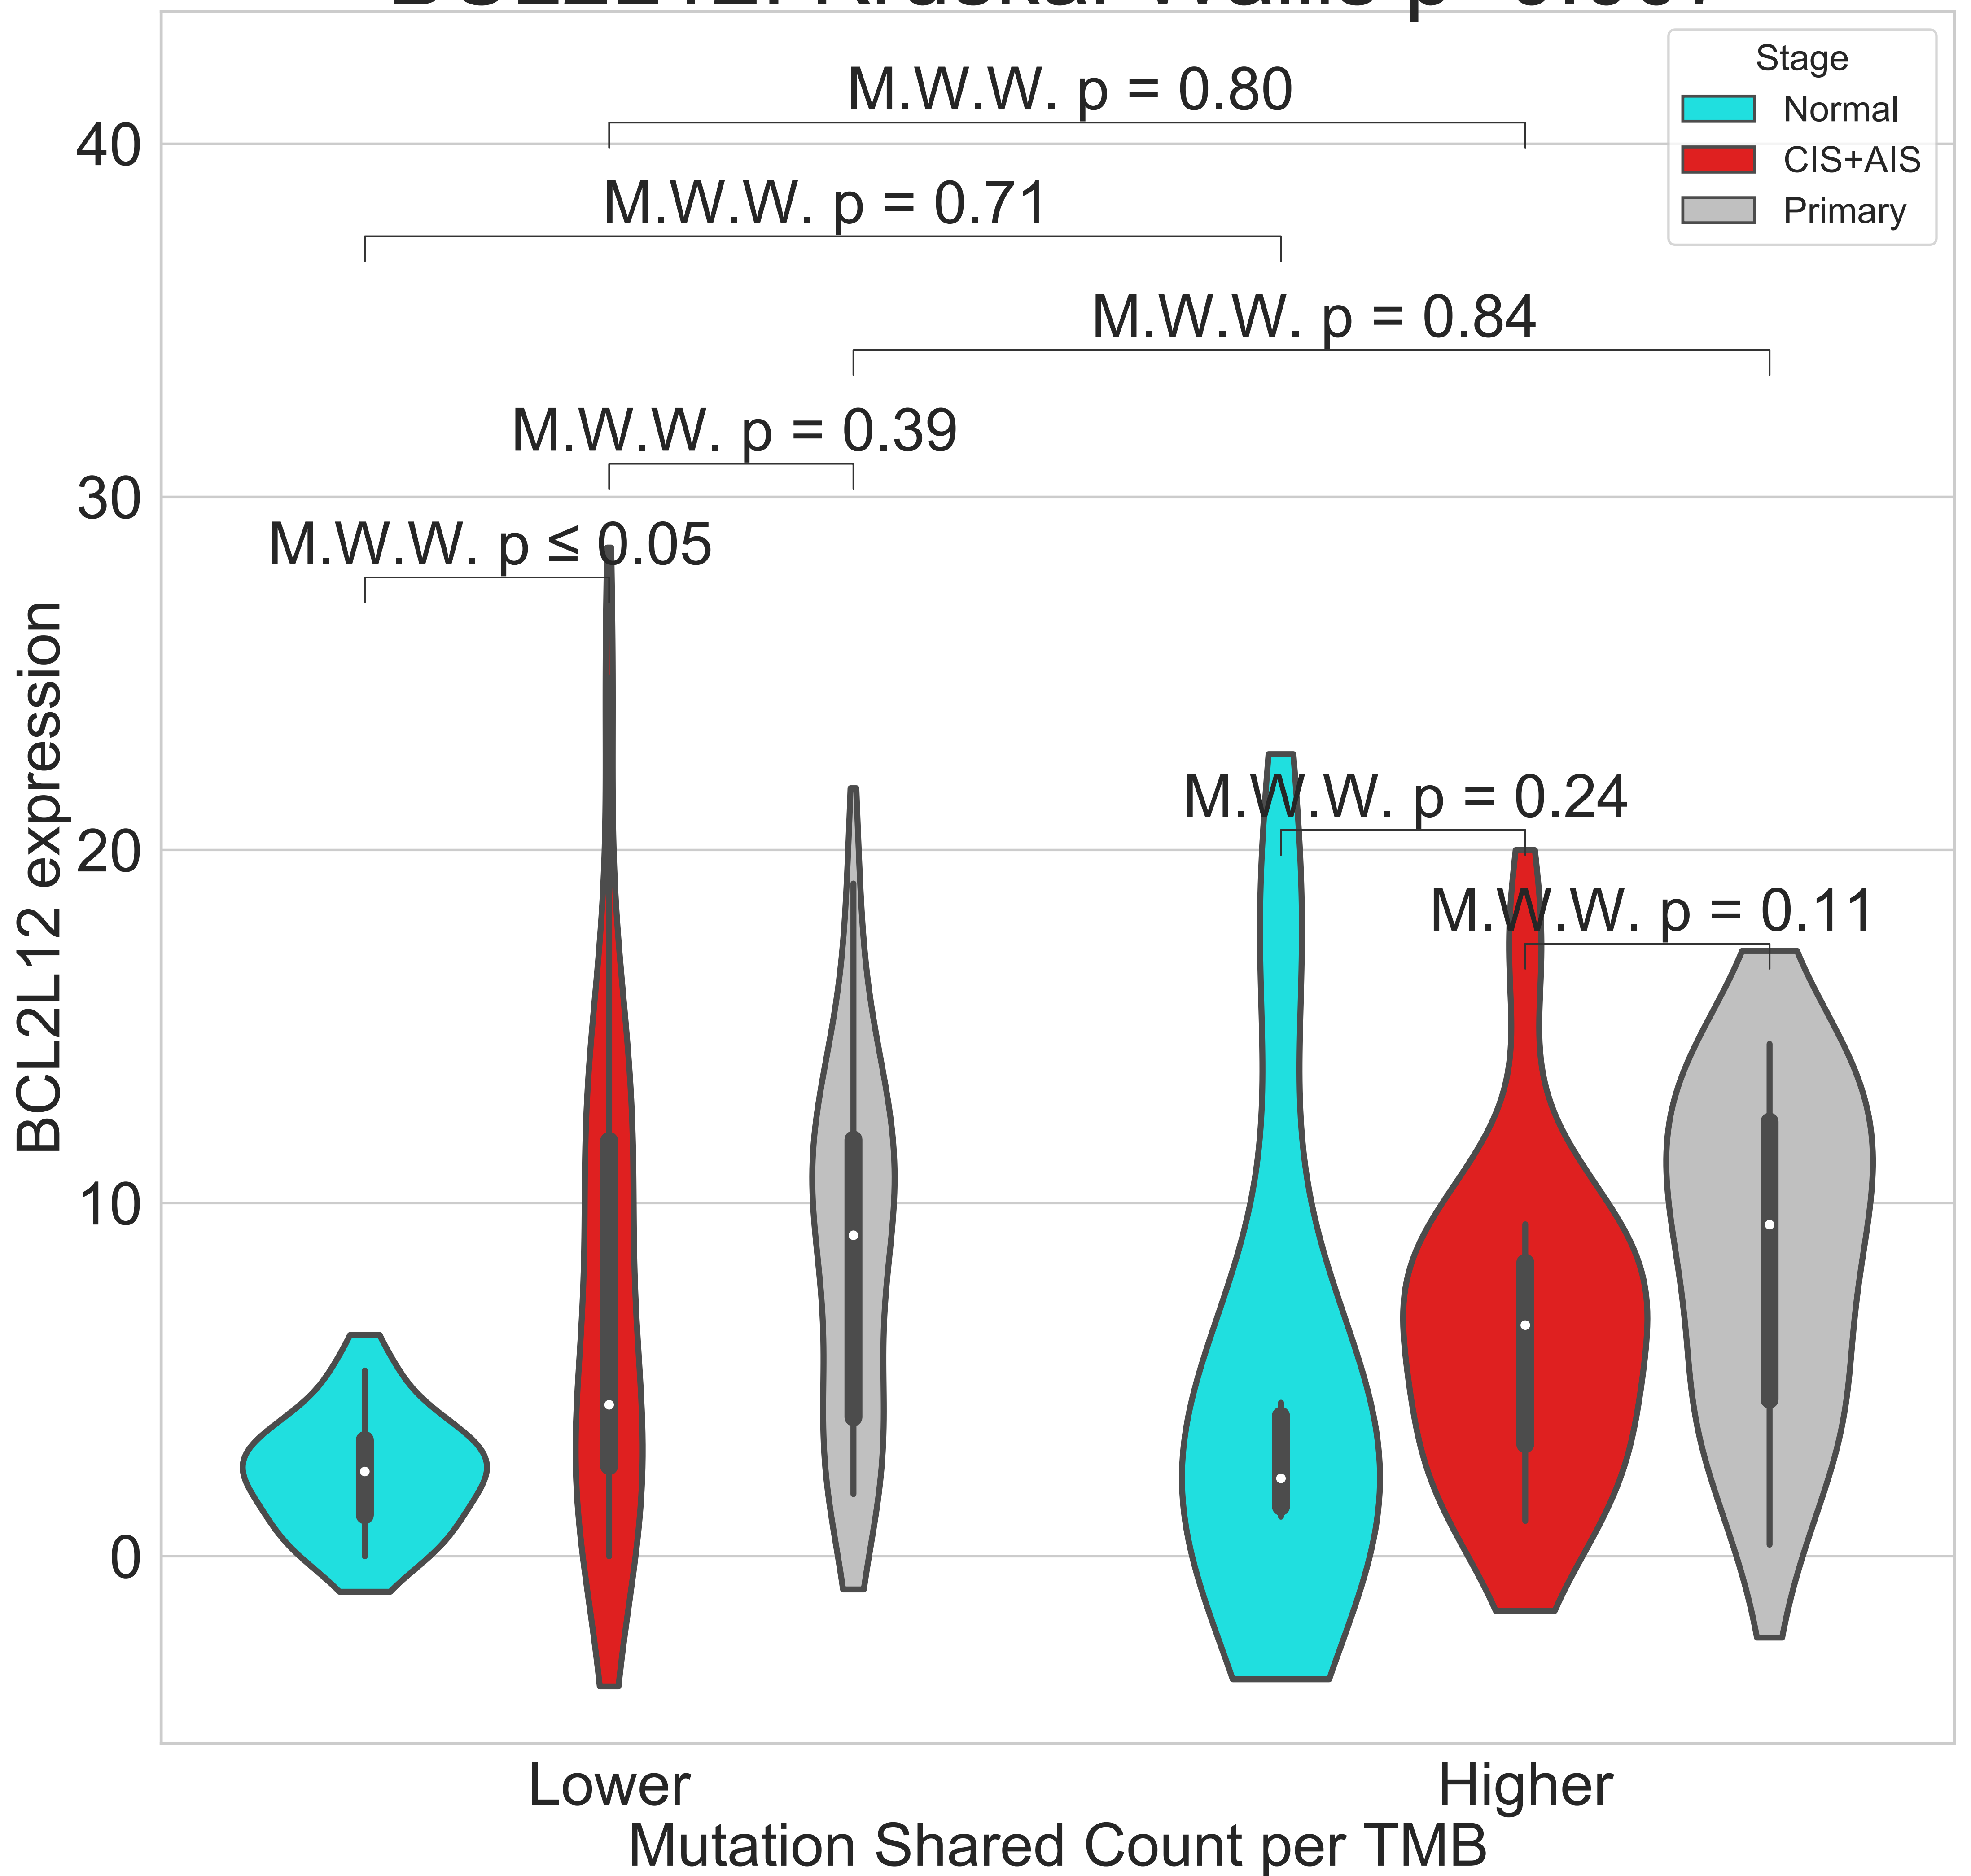 Stage
Normal
CIS+AIS
Primary
M.W.W. p = 0.80
M.W.W. p = 0.71
M.W.W. p = 0.84
M.W.W. p = 0.39
M.W.W. p ≤ 0.05
M.W.W. p = 0.24
M.W.W. p = 0.11
40
30
20
10
0
BCL2L12 expression
Lower
Higher
Mutation Shared Count per TMB